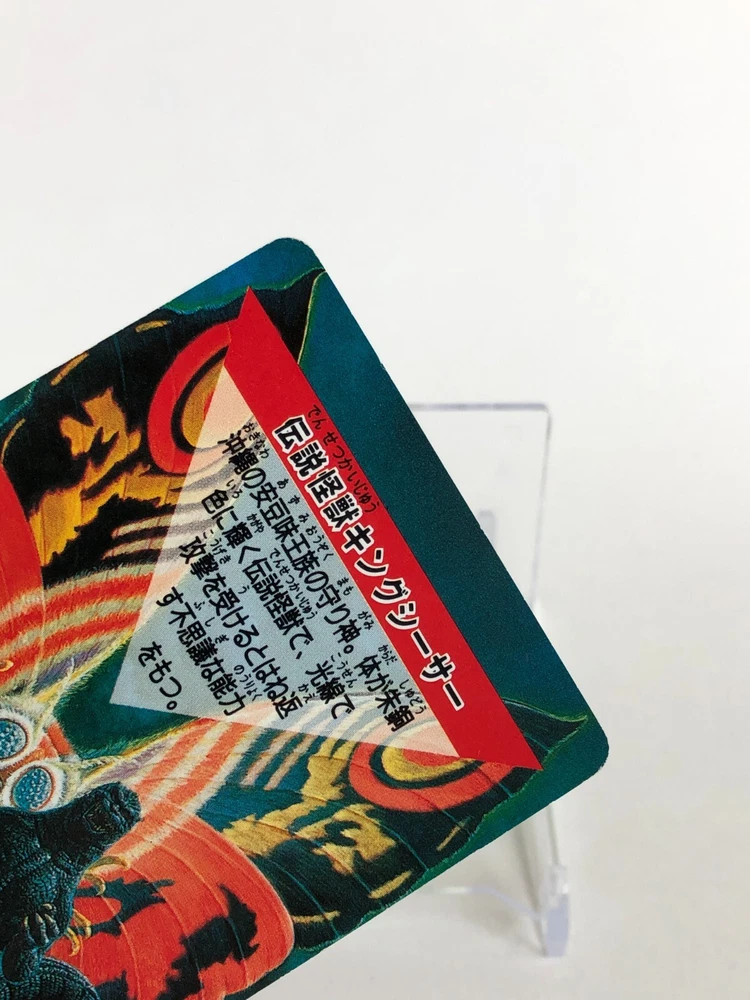 伝説怪獣キングシーサー
沖縄の安豆味王族の守り神。体が朱銅
色に輝く伝説怪獣で、光線で
攻撃を受けるとはね返
す不思議な能力
をもつ。